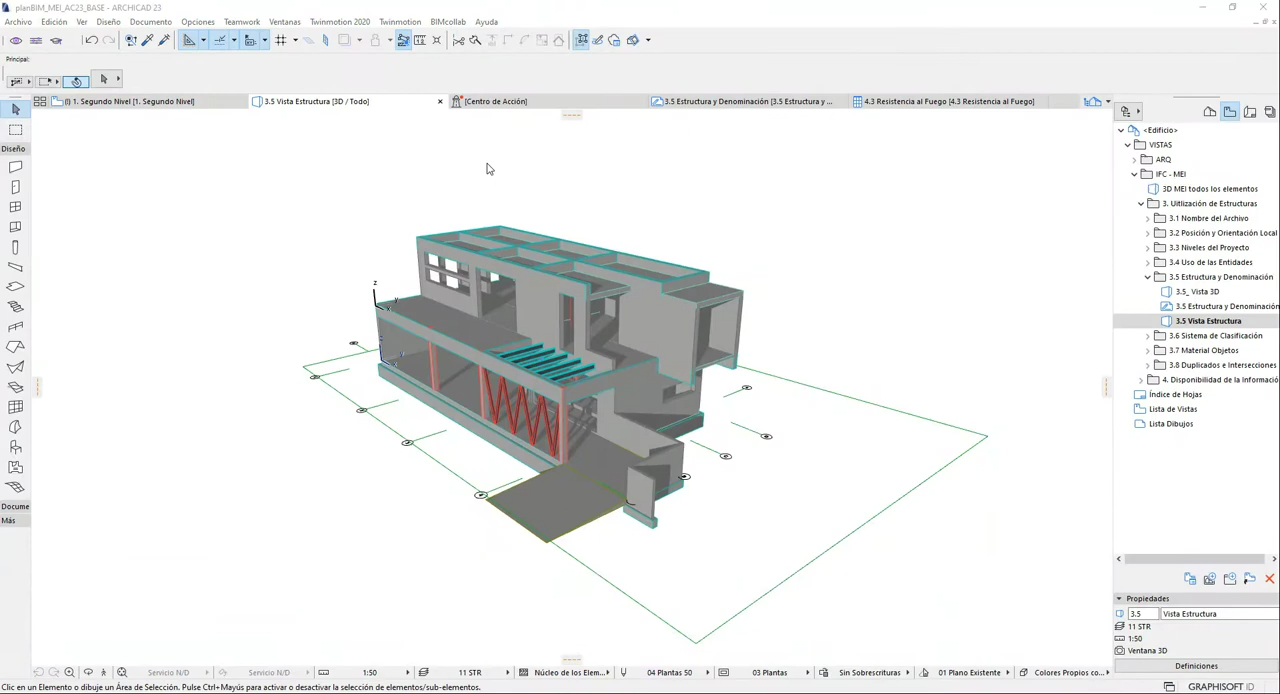 planBIM_MEI_AC23_BASE - ARCHICAD 23
Archivo Edición Ver Diseño Documento Opciones Teamwork Ventanas Twinmotion 2020 Twinmotion BIMcollab Ayuda
Principal:
(I) 1. Segundo Nivel [1. Segundo Nivel]
3.5 Vista Estructura [3D / Todo]
[Centro de Acción]
3.5 Estructura y Denominación [3.5 Estructura y ...
4.3 Resistencia al Fuego [4.3 Resistencia al Fuego]
Diseño
Docume
Más
z
y
x
<Edificio>
VISTAS
ARQ
IFC - MEI
3D MEI todos los elementos
3. Uitlización de Estructuras
3.1 Nombre del Archivo
3.2 Posición y Orientación Local
3.3 Niveles del Proyecto
3.4 Uso de las Entidades
3.5 Estructura y Denominación
3.5_ Vista 3D
3.5 Estructura y Denominación
3.5 Vista Estructura
3.6 Sistema de Clasificación
3.7 Material Objetos
3.8 Duplicados e Intersecciones
4. Disponibilidad de la Informació
Índice de Hojas
Lista de Vistas
Lista Dibujos
Propiedades
3.5 Vista Estructura
11 STR
1:50
Ventana 3D
Definiciones
Servicio N/D Servicio N/D 1:50 11 STR Núcleo de los Elem... 04 Plantas 50 03 Plantas Sin Sobrescrituras 01 Plano Existente Colores Propios co...
Clic en un Elemento o dibuje un Área de Selección. Pulse Ctrl+Mayús para activar o desactivar la selección de elementos/sub-elementos.
GRAPHISOFT ID